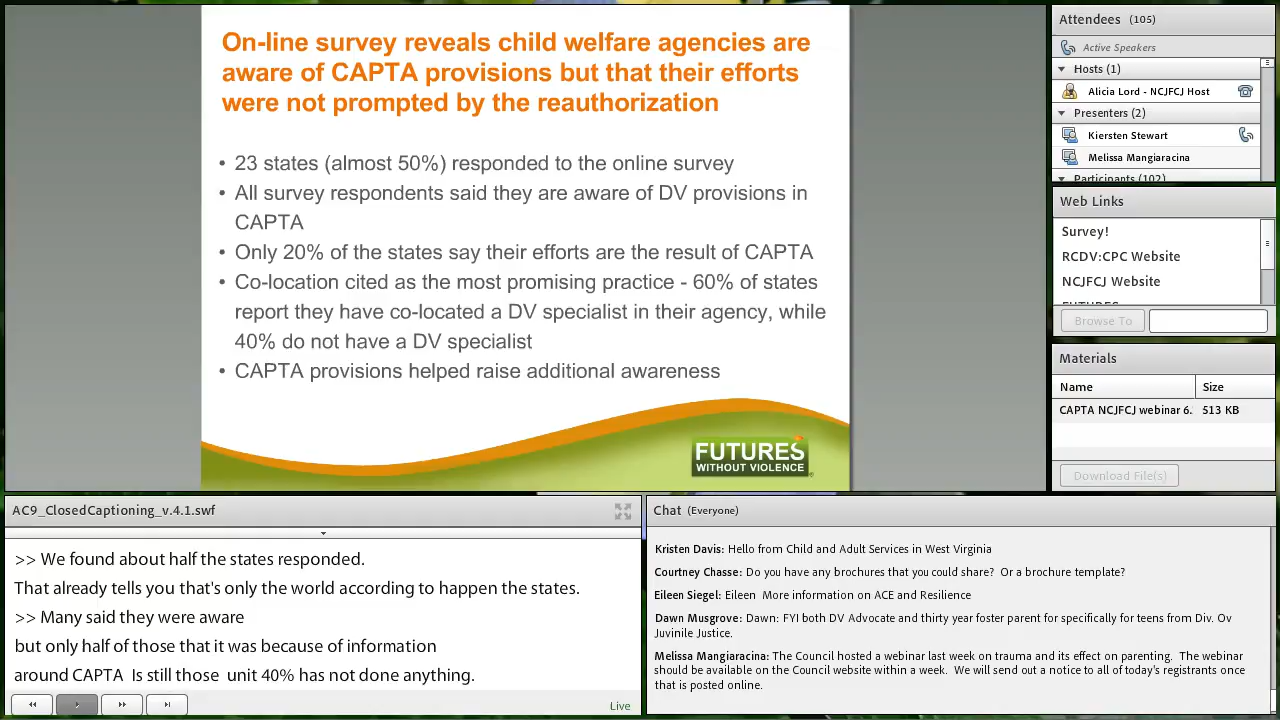 On-line survey reveals child welfare agencies are
aware of CAPTA provisions but that their efforts
were not prompted by the reauthorization
• 23 states (almost 50%) responded to the online survey
• All survey respondents said they are aware of DV provisions in
CAPTA
• Only 20% of the states say their efforts are the result of CAPTA
• Co-location cited as the most promising practice - 60% of states
report they have co-located a DV specialist in their agency, while
40% do not have a DV specialist
• CAPTA provisions helped raise additional awareness
FUTURES
WITHOUT VIOLENCE
Attendees (105)
Active Speakers
Hosts (1)
Alicia Lord - NCJFCJ Host
Presenters (2)
Kiersten Stewart
Melissa Mangiaracina
Participants (102)
Web Links
Survey!
RCDV:CPC Website
NCJFCJ Website
FUTURES
Browse To
Materials
Name Size
CAPTA NCJFCJ webinar 6. 513 KB
Download File(s)
AC9_ClosedCaptioning_v.4.1.swf
>> We found about half the states responded.
That already tells you that's only the world according to happen the states.
>> Many said they were aware
but only half of those that it was because of information
around CAPTA Is still those unit 40% has not done anything.
Live
Chat (Everyone)
Kristen Davis: Hello from Child and Adult Services in West Virginia
Courtney Chasse: Do you have any brochures that you could share? Or a brochure template?
Eileen Siegel: Eileen More information on ACE and Resilience
Dawn Musgrove: Dawn: FYI both DV Advocate and thirty year foster parent for specifically for teens from Div. Ov
Juvinile Justice.
Melissa Mangiaracina: The Council hosted a webinar last week on trauma and its effect on parenting. The webinar
should be available on the Council website within a week. We will send out a notice to all of today's registrants once
that is posted online.